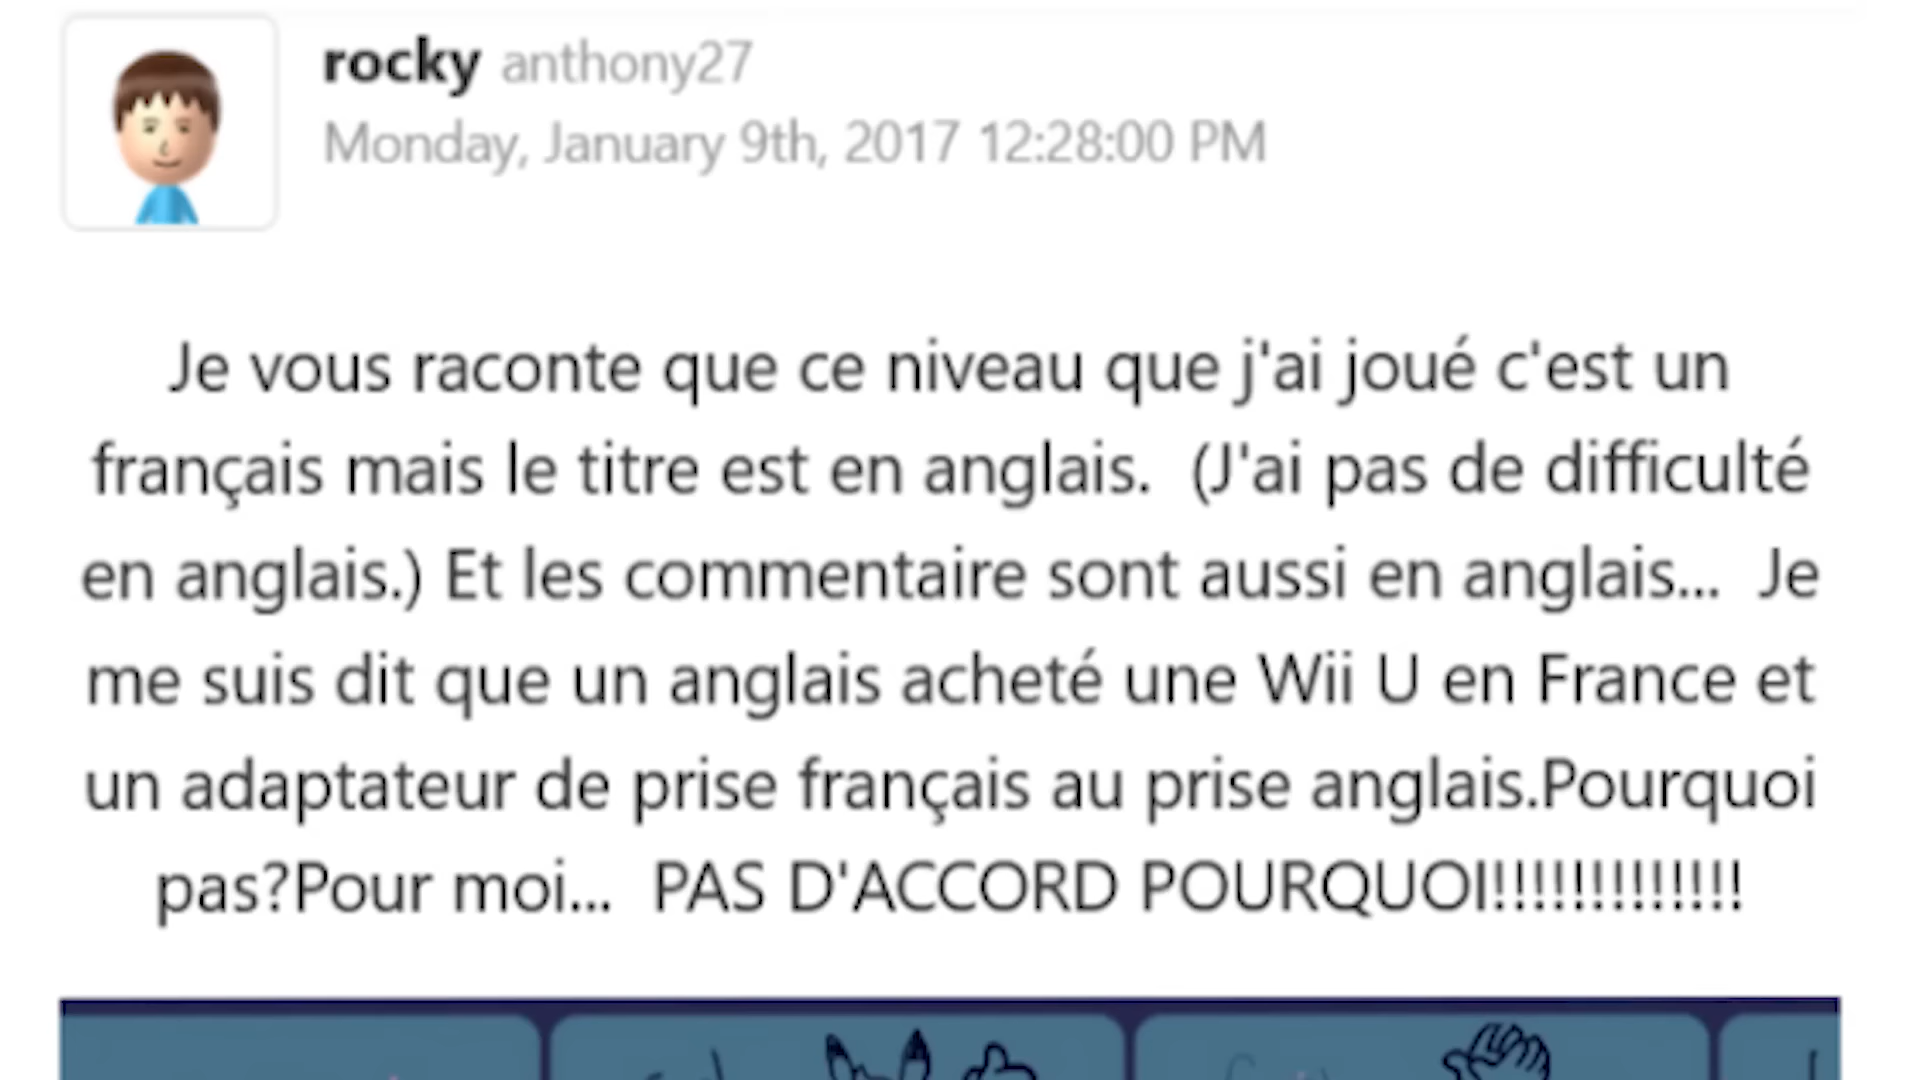 rocky anthony27
Monday, January 9th, 2017 12:28:00 PM
Je vous raconte que ce niveau que j'ai joué c'est un
français mais le titre est en anglais.  (J'ai pas de difficulté
en anglais.) Et les commentaire sont aussi en anglais...  Je
me suis dit que un anglais acheté une Wii U en France et
un adaptateur de prise français au prise anglais.Pourquoi
pas?Pour moi...  PAS D'ACCORD POURQUOI!!!!!!!!!!!!!